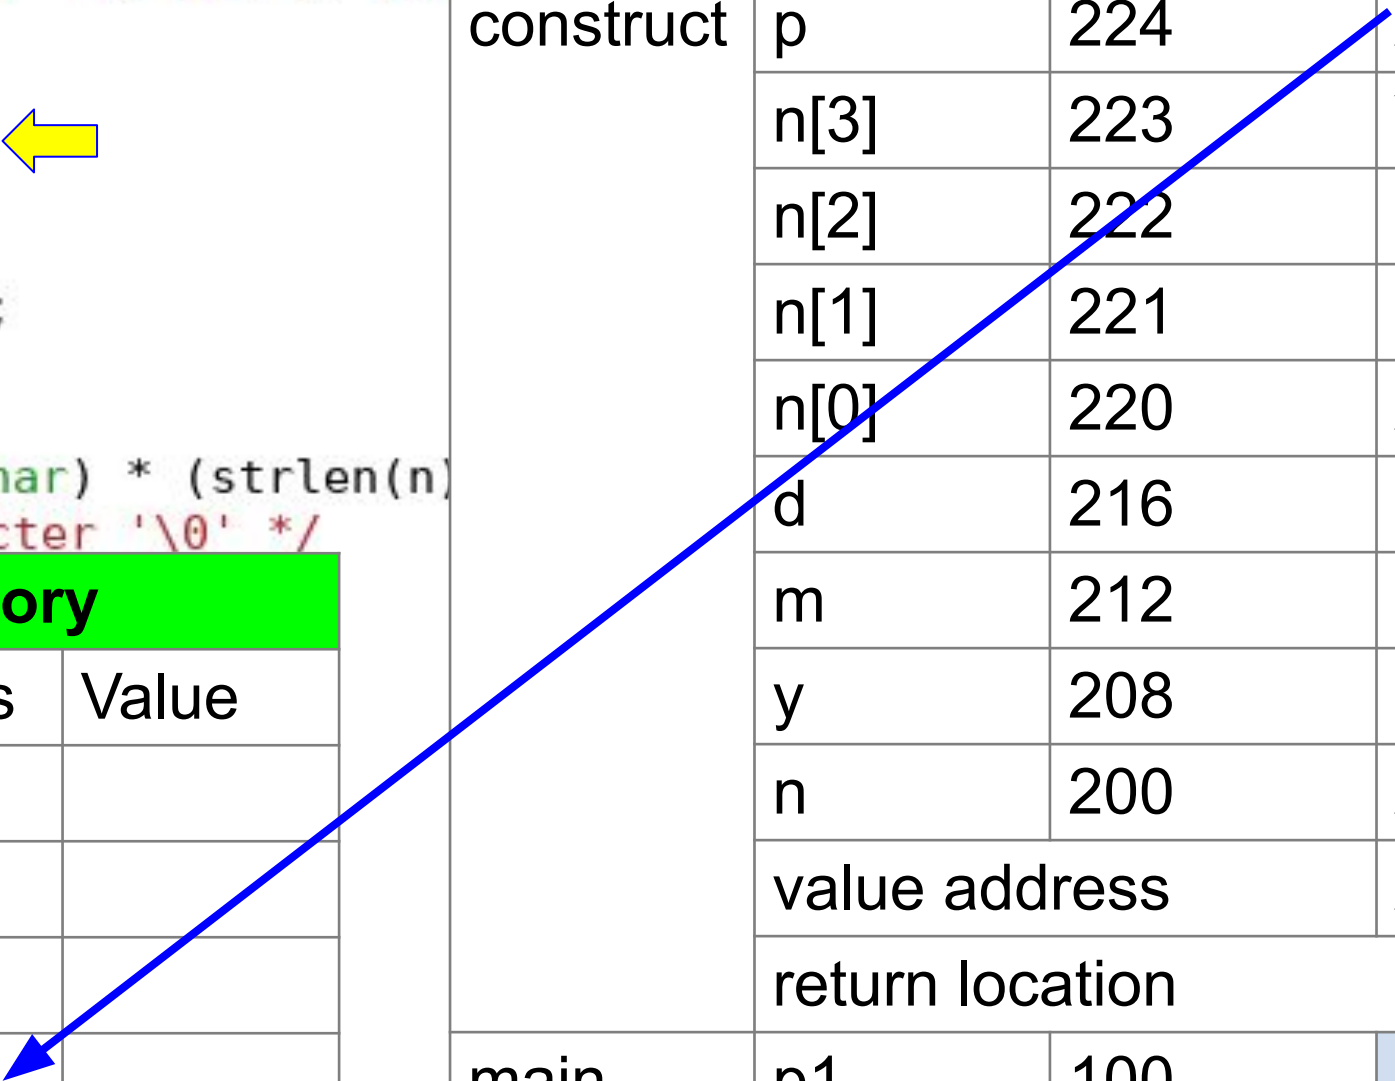 construct p 224
n[3] 223
n[2] 222
;
n[1] 221
n[0] 220
har) * (strlen(n)
d 216
cter '\0' */
ory
m 212
s Value
y 208
n 200
value address
return location
main p1 100